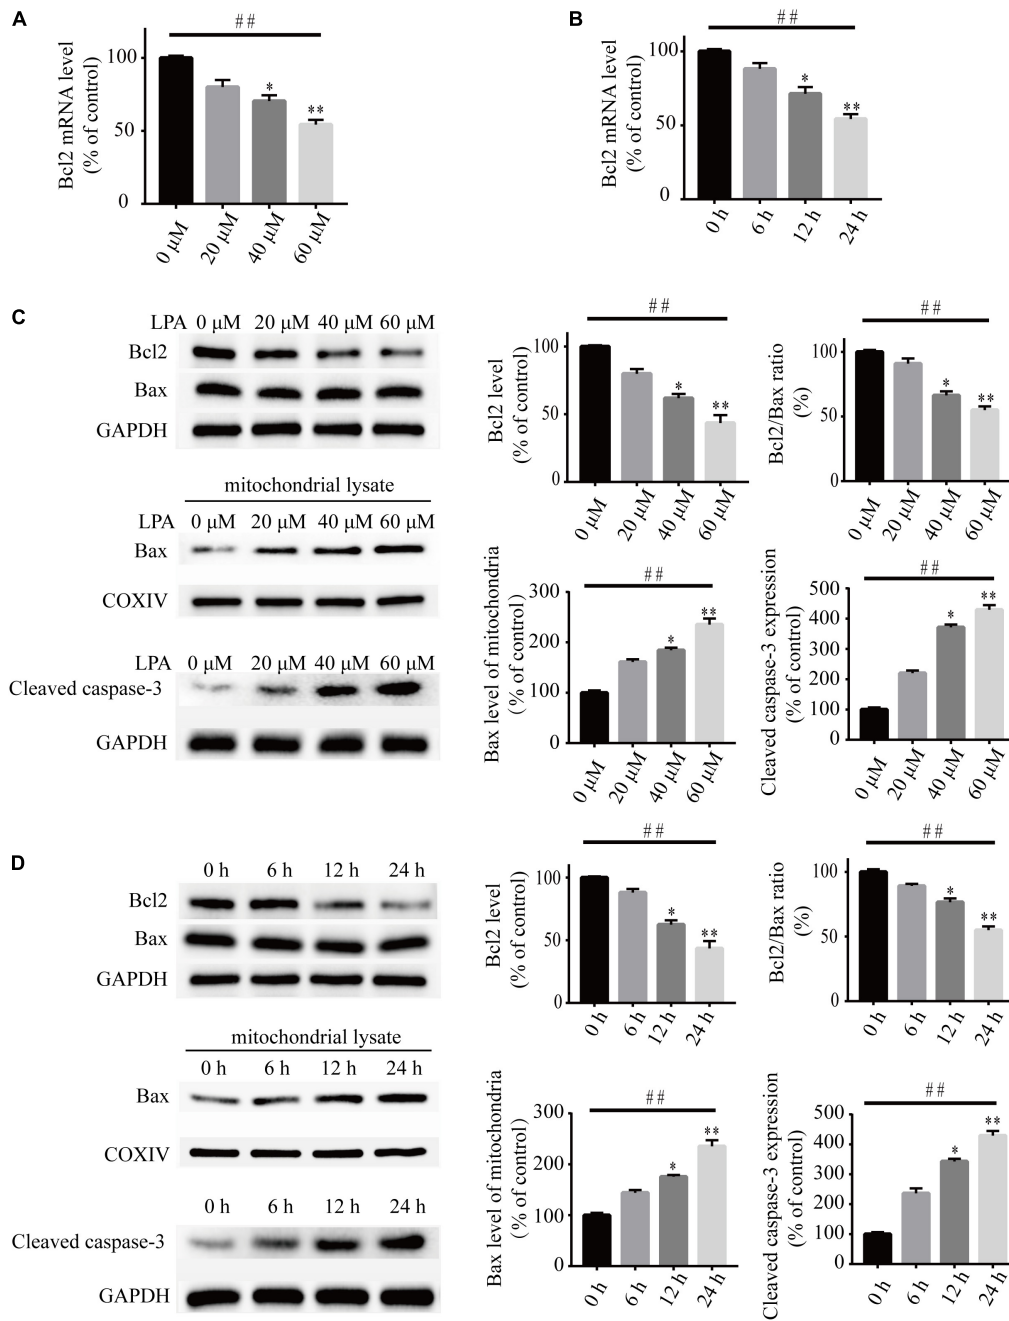 A
##
Bcl2 mRNA level
(% of control)
100
50
0
*
**
0 μM
20 μM
40 μM
60 μM
B
##
Bcl2 mRNA level
(% of control)
100
50
0
*
**
0 h
6 h
12 h
24 h
C
LPA 0 μM 20 μM 40 μM 60 μM
Bcl2
Bax
GAPDH
mitochondrial lysate
LPA 0 μM 20 μM 40 μM 60 μM
Bax
COXIV
LPA 0 μM 20 μM 40 μM 60 μM
Cleaved caspase-3
GAPDH
##
Bcl2 level
(% of control)
100
50
0
*
**
0 μM
20 μM
40 μM
60 μM
##
Bcl2/Bax ratio
(%)
100
50
0
*
**
0 μM
20 μM
40 μM
60 μM
##
Bax level of mitochondria
(% of control)
300
200
100
0
*
**
0 μM
20 μM
40 μM
60 μM
##
Cleaved caspase-3 expression
(% of control)
500
400
300
200
100
0
*
**
0 μM
20 μM
40 μM
60 μM
D
0 h 6 h 12 h 24 h
Bcl2
Bax
GAPDH
mitochondrial lysate
0 h 6 h 12 h 24 h
Bax
COXIV
0 h 6 h 12 h 24 h
Cleaved caspase-3
GAPDH
##
Bcl2 level
(% of control)
100
50
0
*
**
0 h
6 h
12 h
24 h
##
Bcl2/Bax ratio
(%)
100
50
0
*
**
0 h
6 h
12 h
24 h
##
Bax level of mitochondria
(% of control)
300
200
100
0
*
**
0 h
6 h
12 h
24 h
##
Cleaved caspase-3 expression
(% of control)
500
400
300
200
100
0
*
**
0 h
6 h
12 h
24 h